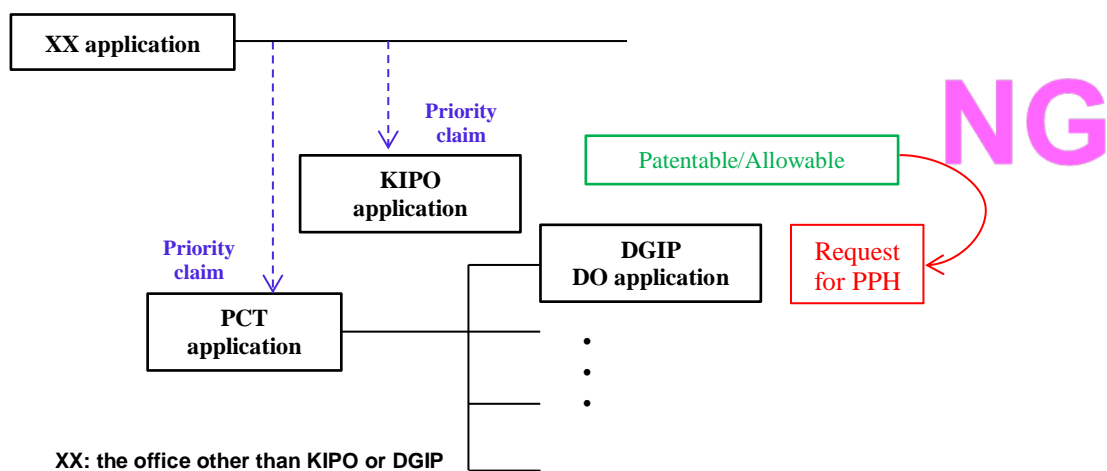 XX application
Priority
claim
KIPO
application
Patentable/Allowable
NG
Priority
claim
DGIP
DO application
Request
for PPH
PCT
application
XX: the office other than KIPO or DGIP